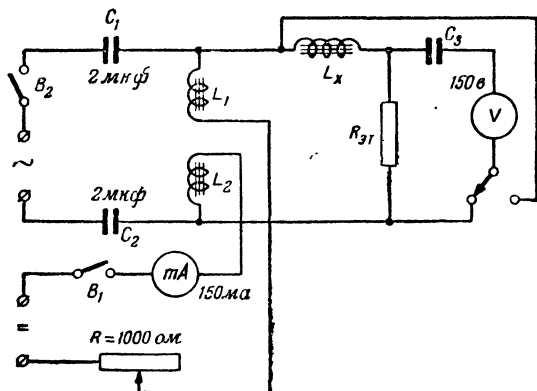 C₁
2 мкф
B₂
~
L₁
Lₓ
C₃
150 в
V
Rэт
L₂
2 мкф
C₂
B₁
mA
150 ма
=
R = 1000 ом